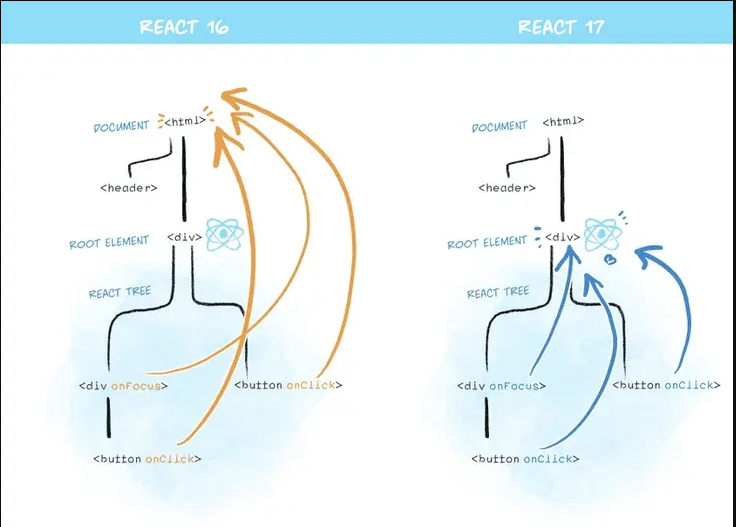 REACT 16
DOCUMENT <html>
<header>
ROOT ELEMENT <div>
REACT TREE
<div onFocus>
<button onClick>
<button onClick>
REACT 17
DOCUMENT <html>
<header>
ROOT ELEMENT <div>
REACT TREE
<div onFocus>
<button onClick>
<button onClick>